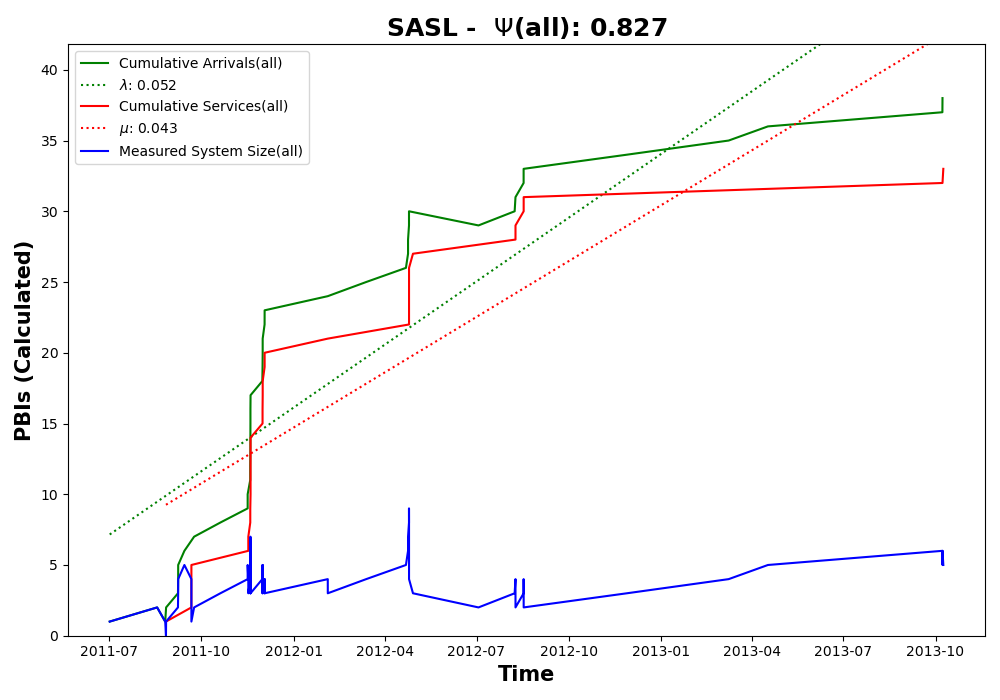 SASL - Ψ(all): 0.827
Cumulative Arrivals(all)
λ: 0.052
Cumulative Services(all)
μ: 0.043
Measured System Size(all)
PBIs (Calculated)
40
35
30
25
20
15
10
5
0
2011-07 2011-10 2012-01 2012-04 2012-07 2012-10 2013-01 2013-04 2013-07 2013-10
Time